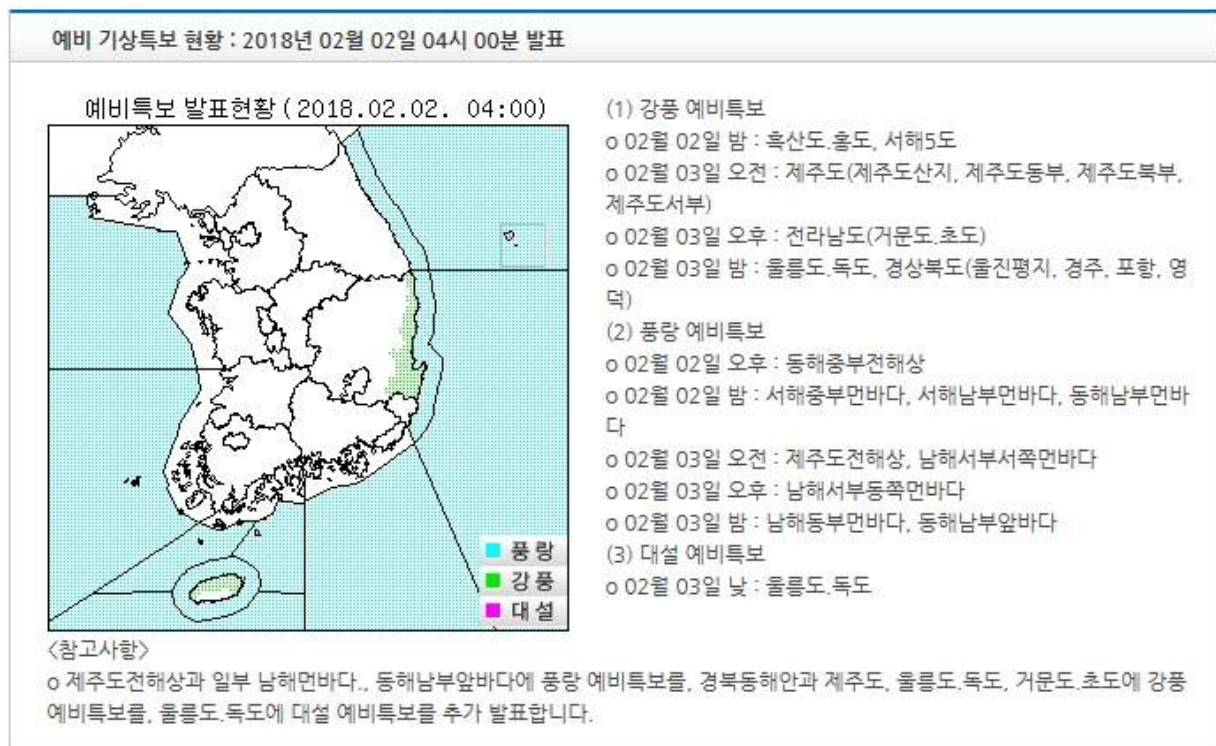 예비 기상특보 현황 : 2018년 02월 02일 04시 00분 발표
예비특보 발표현황 (2018.02.02. 04:00)
풍랑
강풍
대설
(1) 강풍 예비특보
o 02월 02일 밤 : 흑산도.홍도, 서해5도
o 02월 03일 오전 : 제주도(제주도산지, 제주도동부, 제주도북부,
제주도서부)
o 02월 03일 오후 : 전라남도(거문도.초도)
o 02월 03일 밤 : 울릉도.독도, 경상북도(울진평지, 경주, 포항, 영
덕)
(2) 풍랑 예비특보
o 02월 02일 오후 : 동해중부전해상
o 02월 02일 밤 : 서해중부먼바다, 서해남부먼바다, 동해남부먼바
다
o 02월 03일 오전 : 제주도전해상, 남해서부서쪽먼바다
o 02월 03일 오후 : 남해서부동쪽먼바다
o 02월 03일 밤 : 남해동부먼바다, 동해남부앞바다
(3) 대설 예비특보
o 02월 03일 낮 : 울릉도.독도
<참고사항>
o 제주도전해상과 일부 남해먼바다., 동해남부앞바다에 풍랑 예비특보를, 경북동해안과 제주도, 울릉도.독도, 거문도.초도에 강풍
예비특보를, 울릉도.독도에 대설 예비특보를 추가 발표합니다.